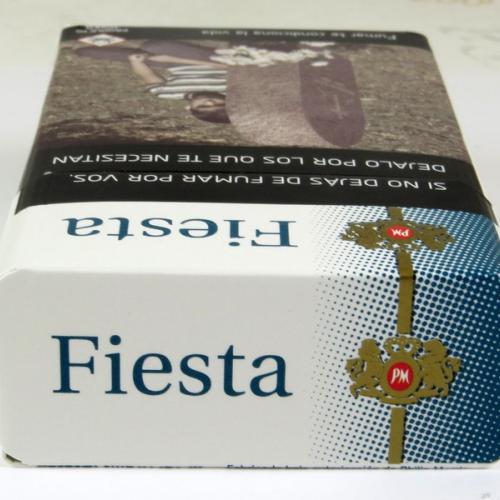 Fumar te condiciona la vida
SI NO DEJÁS DE FUMAR POR VOS,
DEJALO POR LOS QUE TE NECESITAN
Fiesta
PM
Fiesta
PM